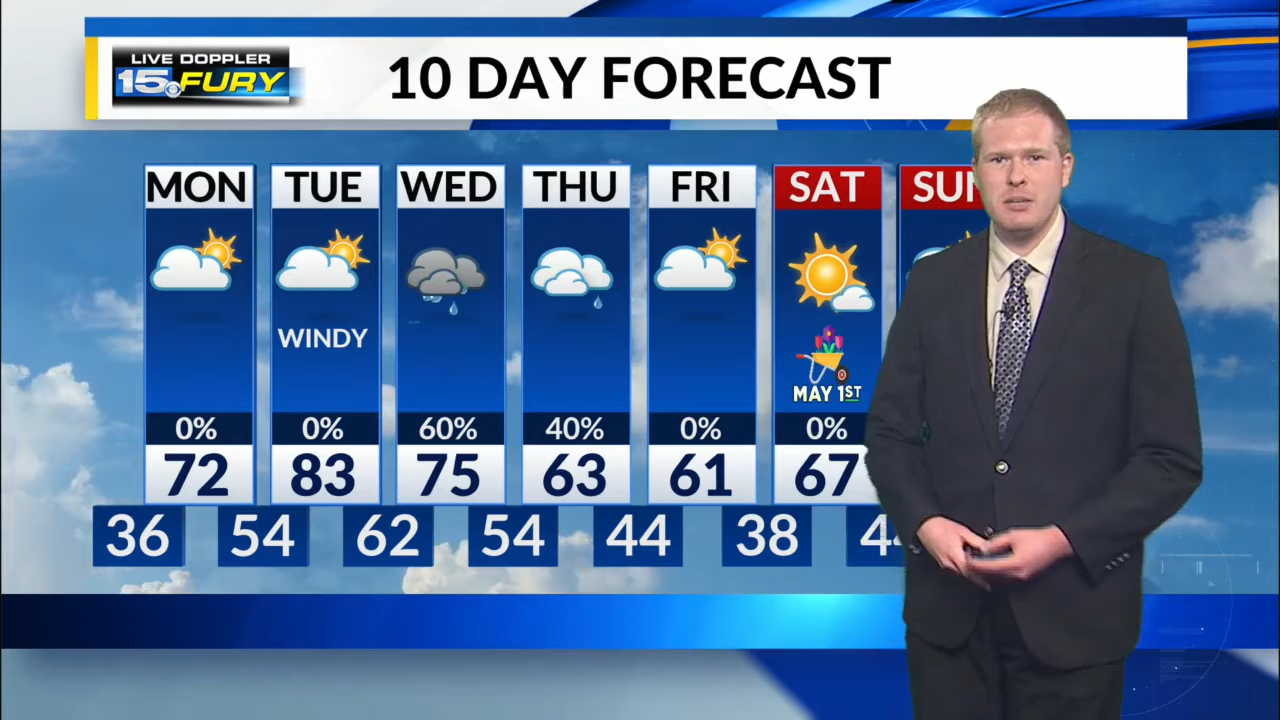 LIVE DOPPLER
15 FURY
10 DAY FORECAST
MON TUE WED THU FRI SAT
WINDY
MAY 1ST
0% 0% 60% 40% 0% 0%
72 83 75 63 61 67
36 54 62 54 44 38